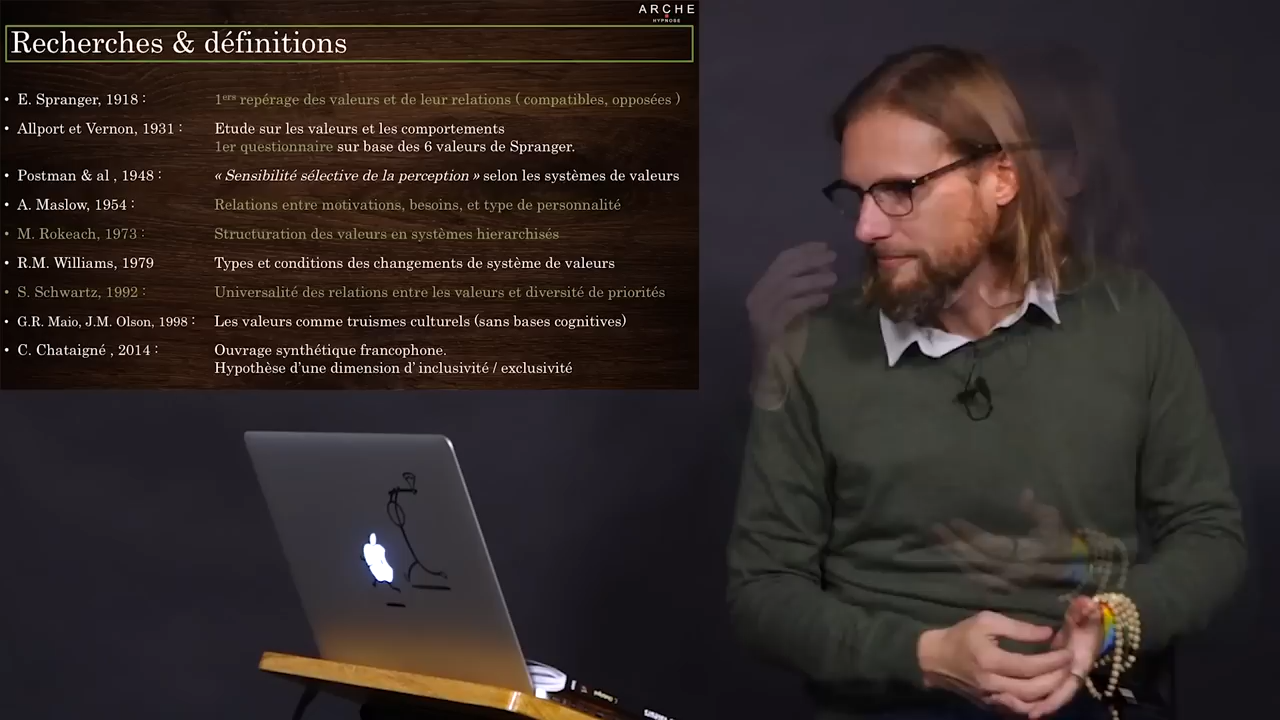 ARCHE
HYPNOSE
Recherches & définitions
• E. Spranger, 1918 : 1ers repérage des valeurs et de leur relations ( compatibles, opposées )
• Allport et Vernon, 1931 : Etude sur les valeurs et les comportements
1er questionnaire sur base des 6 valeurs de Spranger.
• Postman & al , 1948 : « Sensibilité sélective de la perception » selon les systèmes de valeurs
• A. Maslow, 1954 : Relations entre motivations, besoins, et type de personnalité
• M. Rokeach, 1973 : Structuration des valeurs en systèmes hierarchisés
• R.M. Williams, 1979 Types et conditions des changements de système de valeurs
• S. Schwartz, 1992 : Universalité des relations entre les valeurs et diversité de priorités
• G.R. Maio, J.M. Olson, 1998 : Les valeurs comme truismes culturels (sans bases cognitives)
• C. Chataigné , 2014 : Ouvrage synthétique francophone.
Hypothèse d'une dimension d' inclusivité / exclusivité